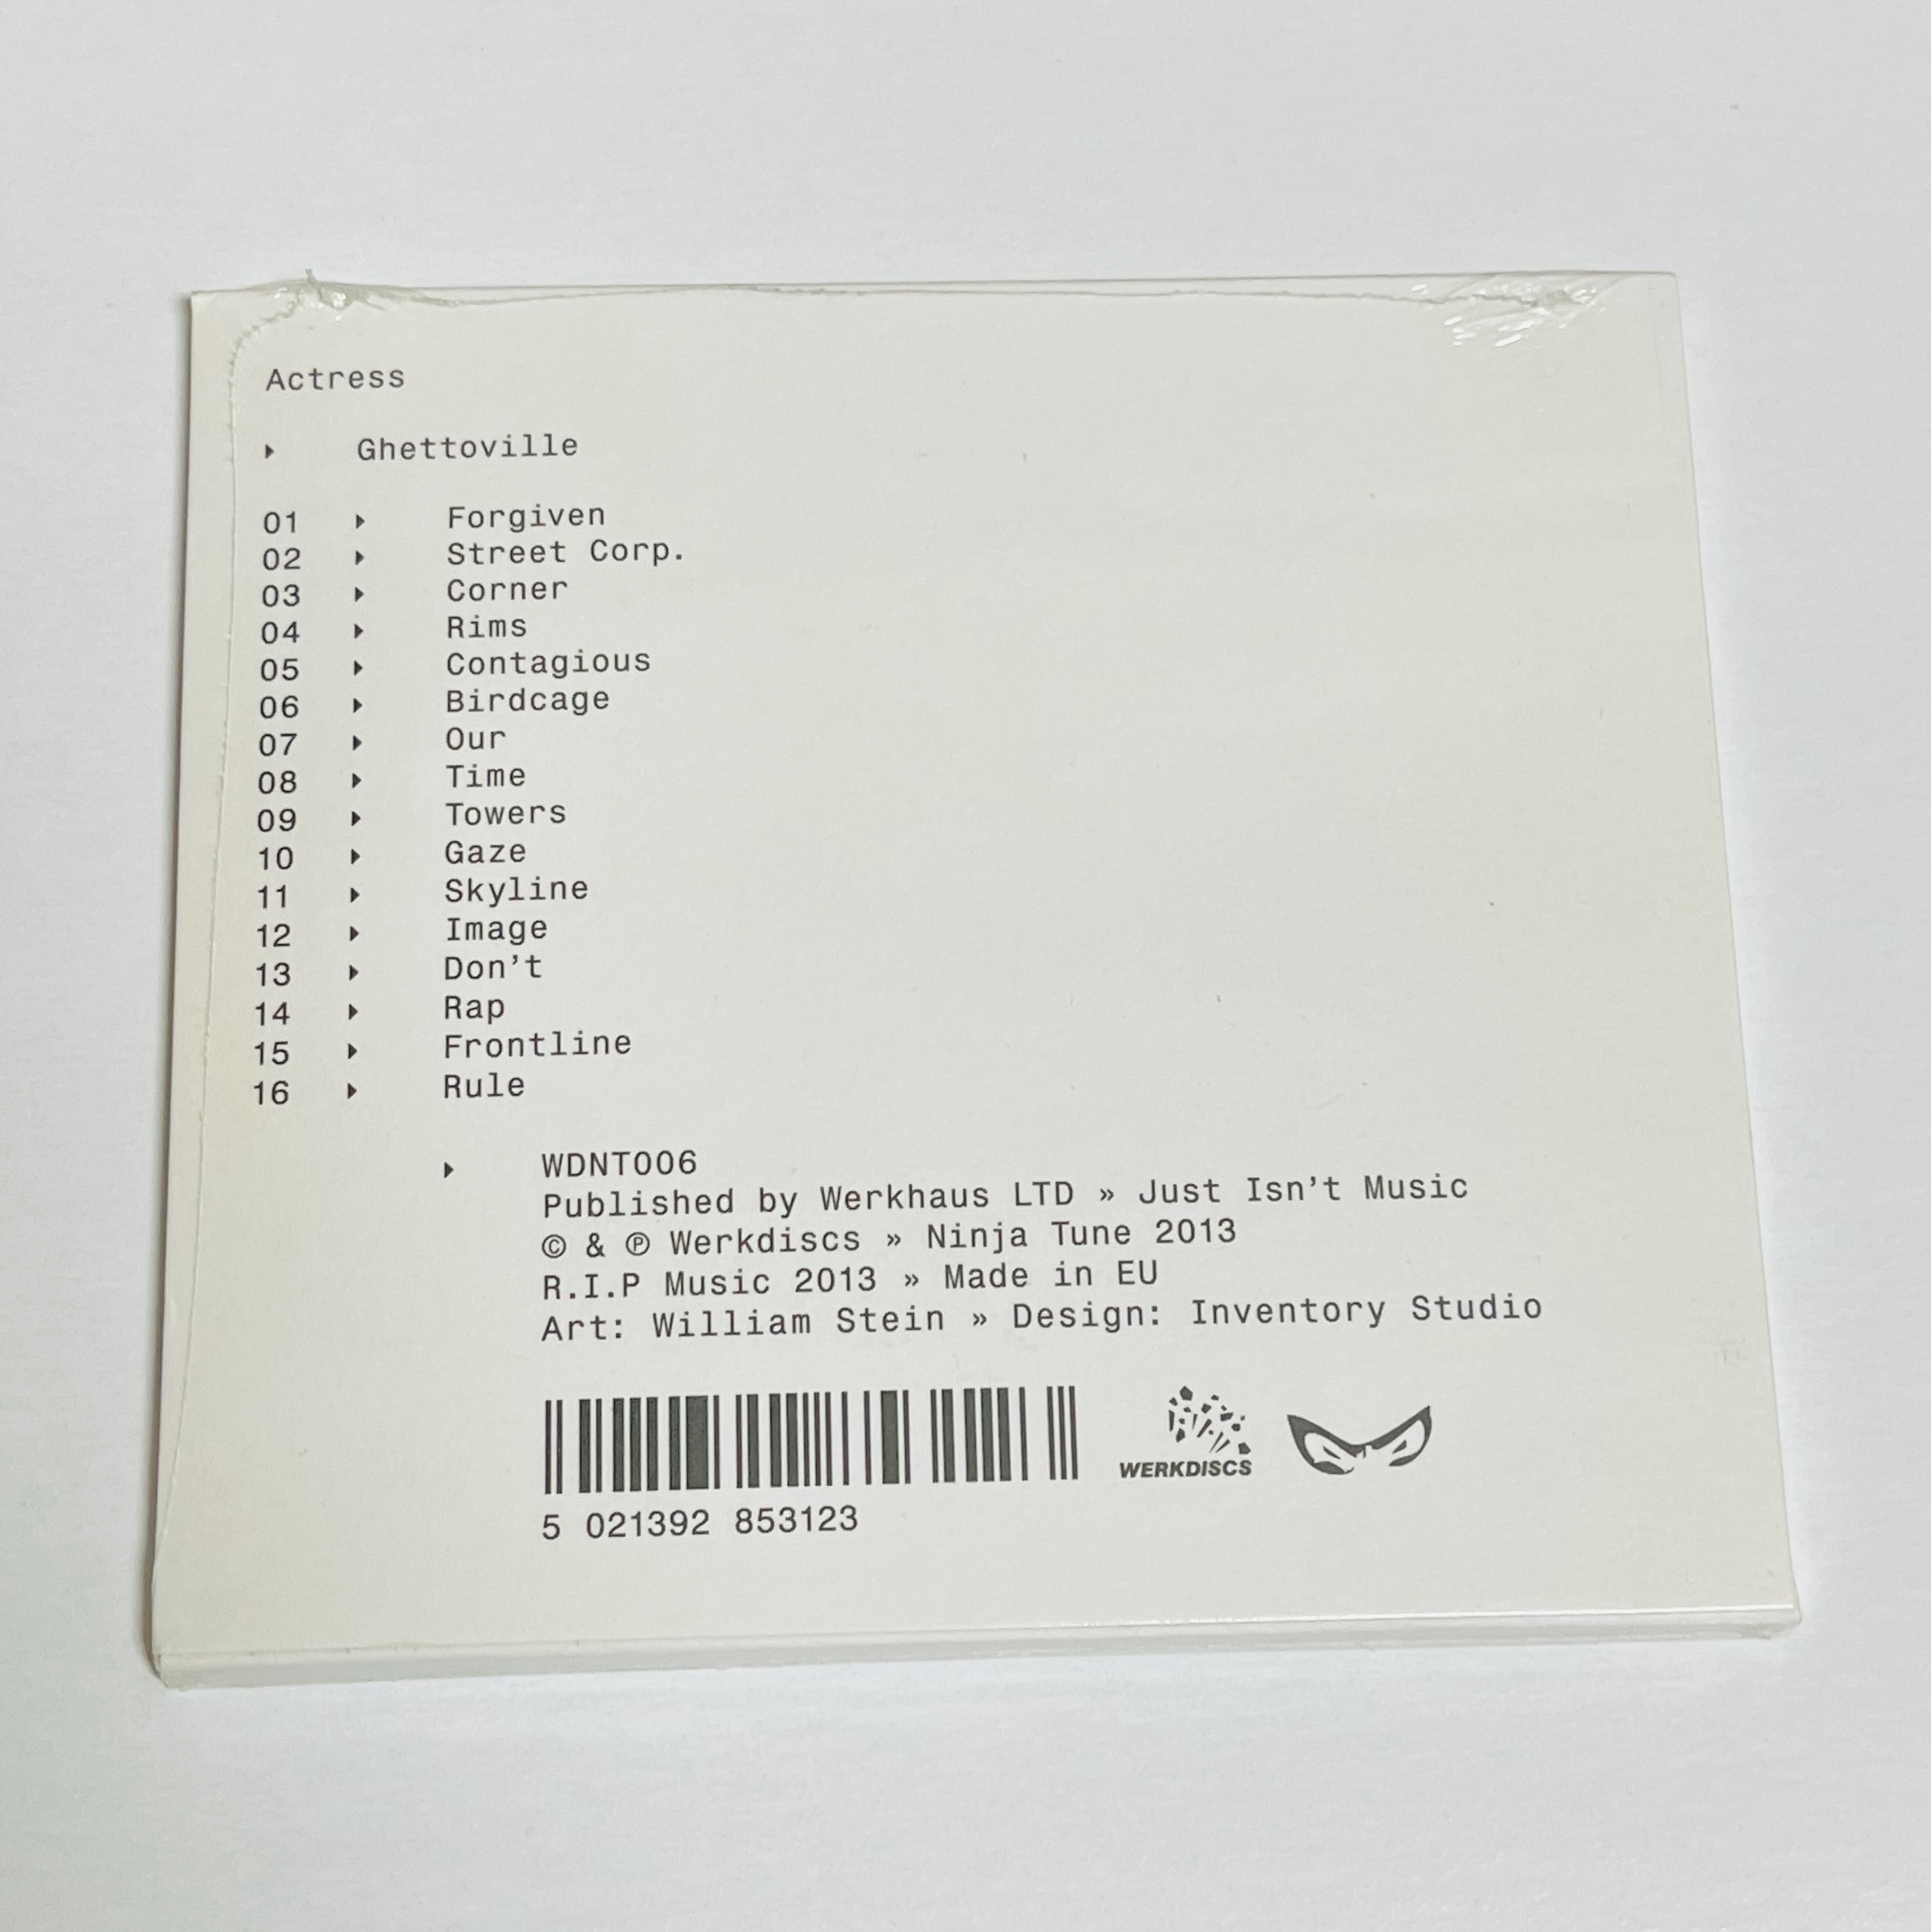 Actress
Ghettoville
01 Forgiven
02 Street Corp.
03 Corner
04 Rims
05 Contagious
06 Birdcage
07 Our
08 Time
09 Towers
10 Gaze
11 Skyline
12 Image
13 Don't
14 Rap
15 Frontline
16 Rule
WDNT006
Published by Werkhaus LTD » Just Isn't Music
© & ℗ Werkdiscs » Ninja Tune 2013
R.I.P Music 2013 » Made in EU
Art: William Stein » Design: Inventory Studio
WERKDISCS
5 021392 853123